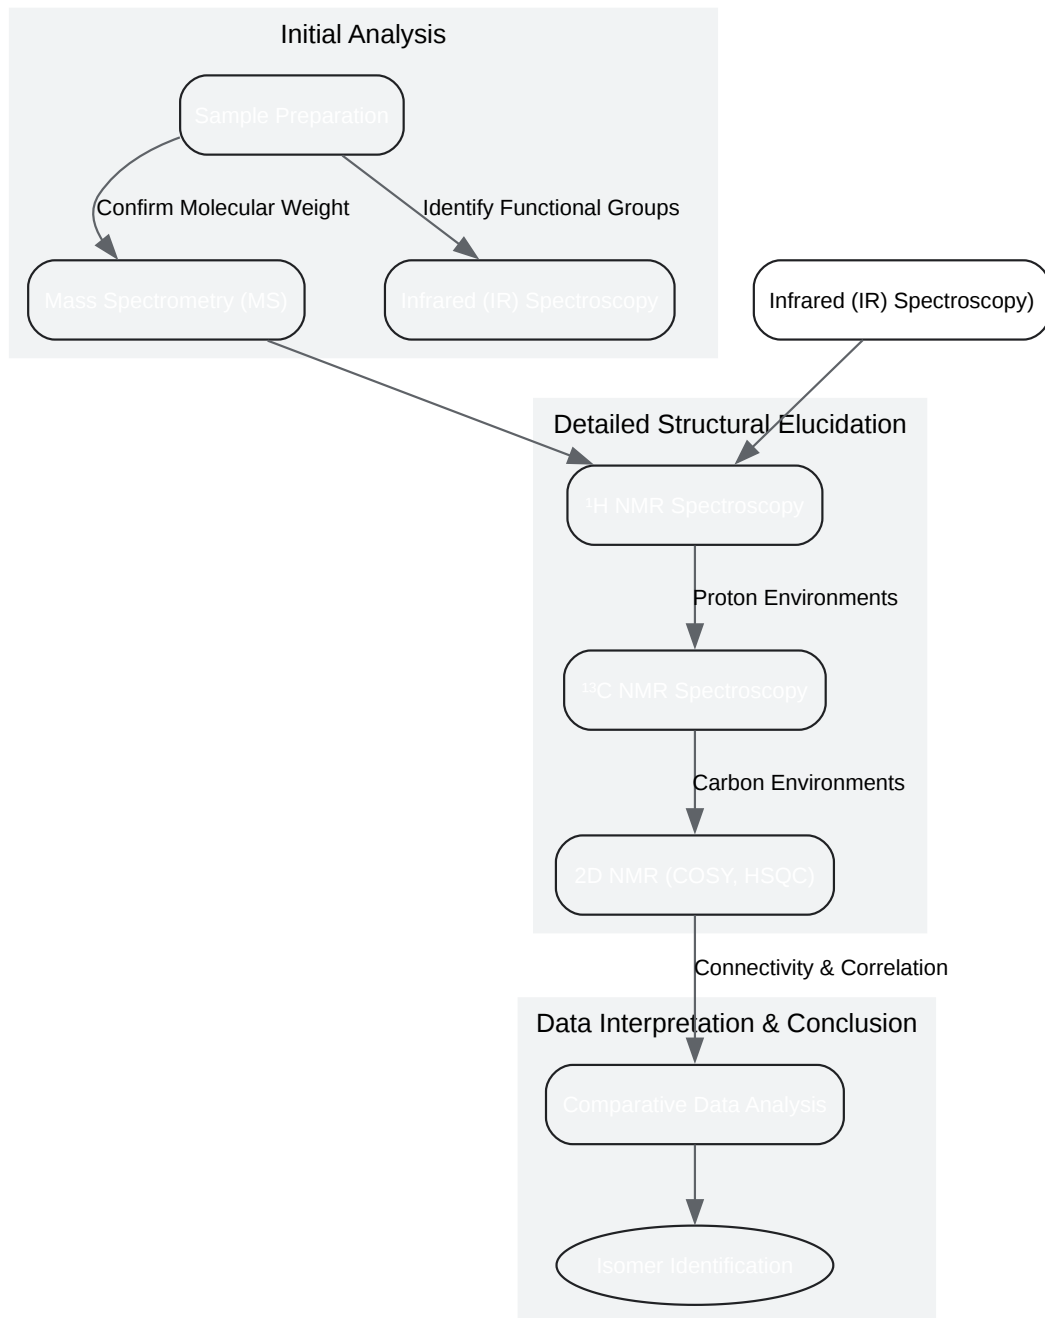 Initial Analysis
Sample Preparation
Confirm Molecular Weight
Identify Functional Groups
Mass Spectrometry (MS)
Infrared (IR) Spectroscopy
Infrared (IR) Spectroscopy)
Detailed Structural Elucidation
¹H NMR Spectroscopy
Proton Environments
¹³C NMR Spectroscopy
Carbon Environments
2D NMR (COSY, HSQC)
Connectivity & Correlation
Data Interpretation & Conclusion
Comparative Data Analysis
Isomer Identification